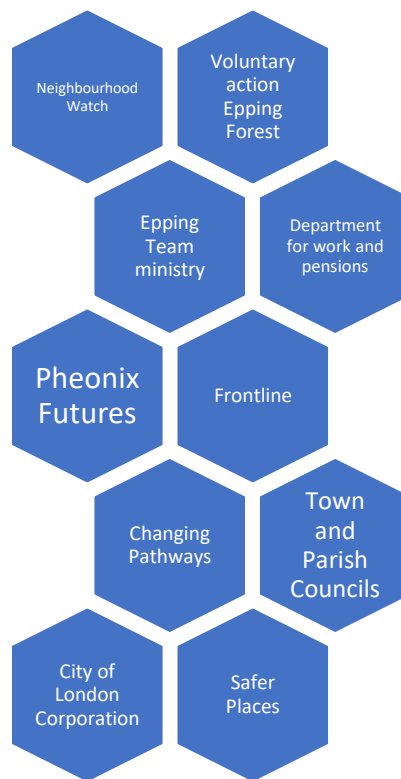 Neighbourhood
Watch
Voluntary
action
Epping
Forest
Epping
Team
ministry
Department
for work and
pensions
Pheonix
Futures
Frontline
Changing
Pathways
Town
and
Parish
Councils
City of
London
Corporation
Safer
Places